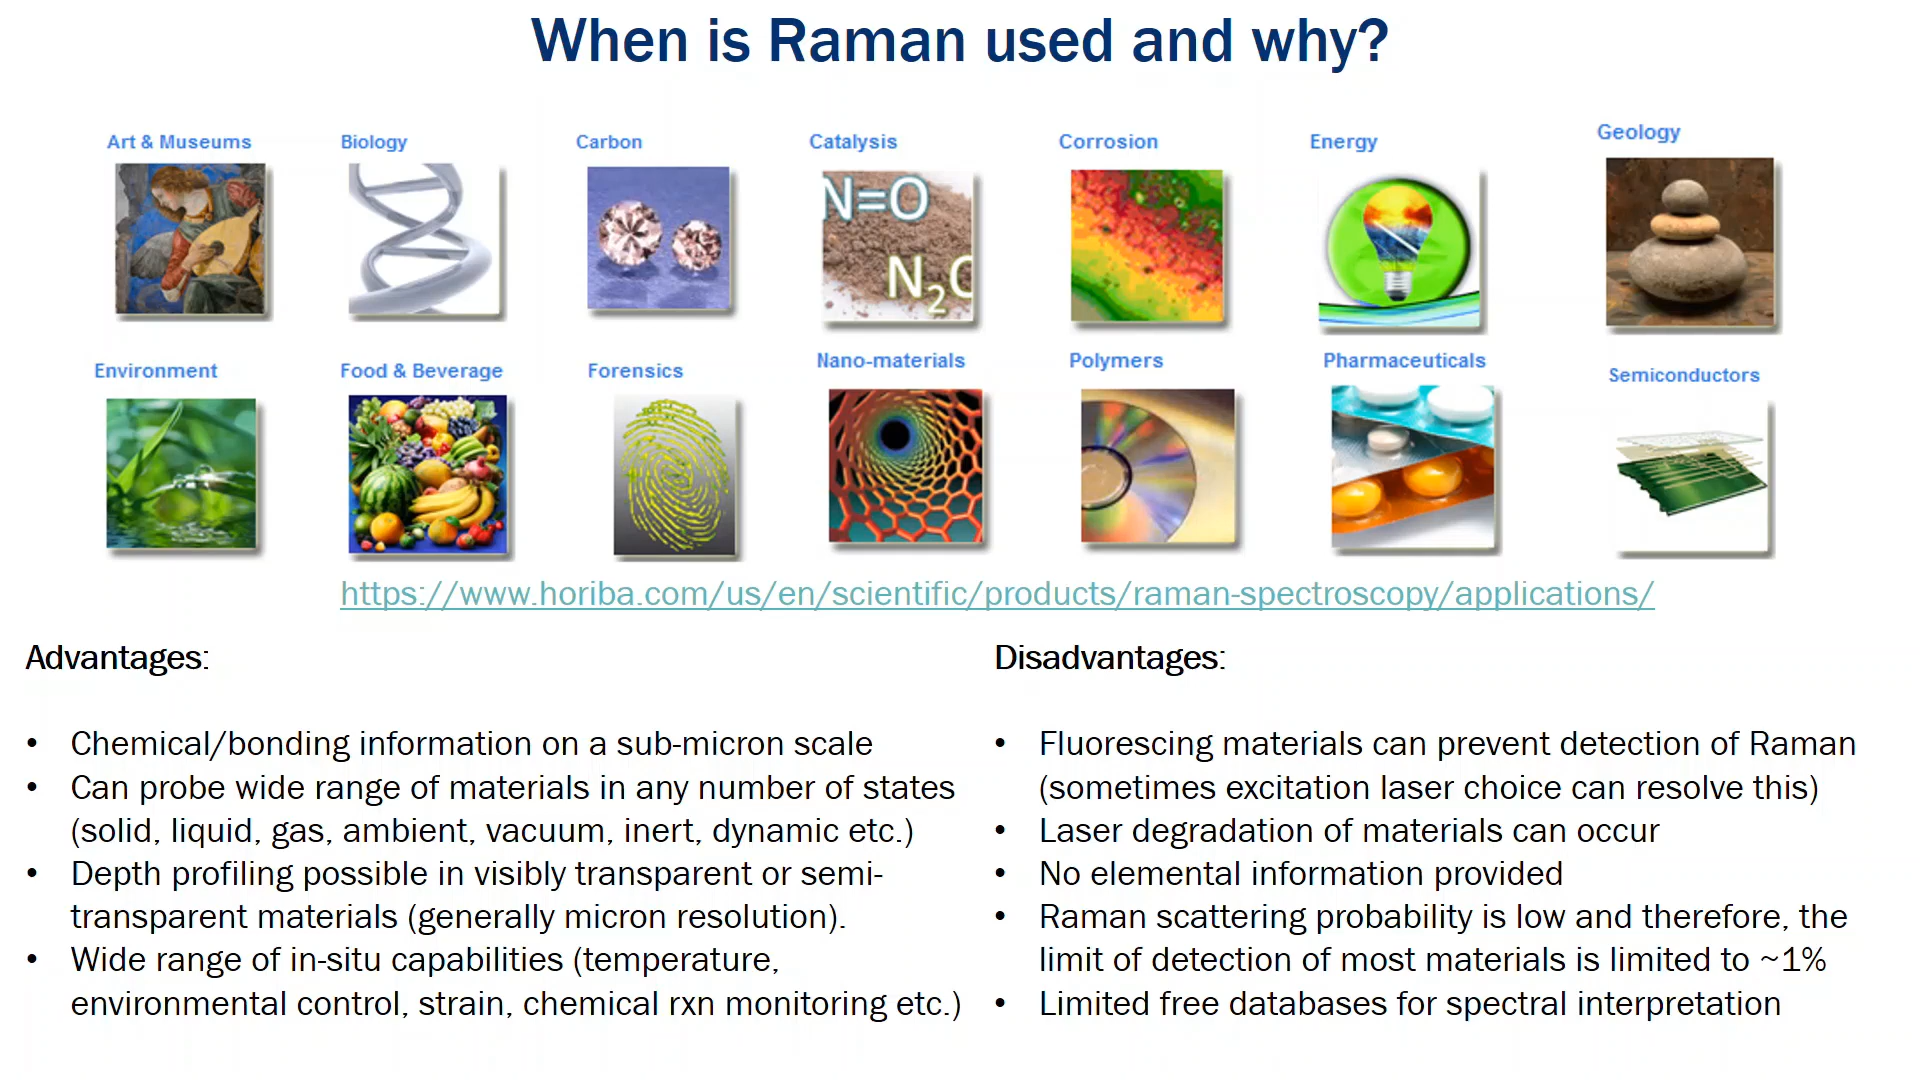 When is Raman used and why?
Art & Museums
Biology
Carbon
Catalysis
Corrosion
Energy
Geology
N=O
N2O
Environment
Food & Beverage
Forensics
Nano-materials
Polymers
Pharmaceuticals
Semiconductors
https://www.horiba.com/us/en/scientific/products/raman-spectroscopy/applications/
Advantages:
• Chemical/bonding information on a sub-micron scale
• Can probe wide range of materials in any number of states
(solid, liquid, gas, ambient, vacuum, inert, dynamic etc.)
• Depth profiling possible in visibly transparent or semi-
transparent materials (generally micron resolution).
• Wide range of in-situ capabilities (temperature,
environmental control, strain, chemical rxn monitoring etc.)
Disadvantages:
• Fluorescing materials can prevent detection of Raman
(sometimes excitation laser choice can resolve this)
• Laser degradation of materials can occur
• No elemental information provided
• Raman scattering probability is low and therefore, the
limit of detection of most materials is limited to ~1%
• Limited free databases for spectral interpretation